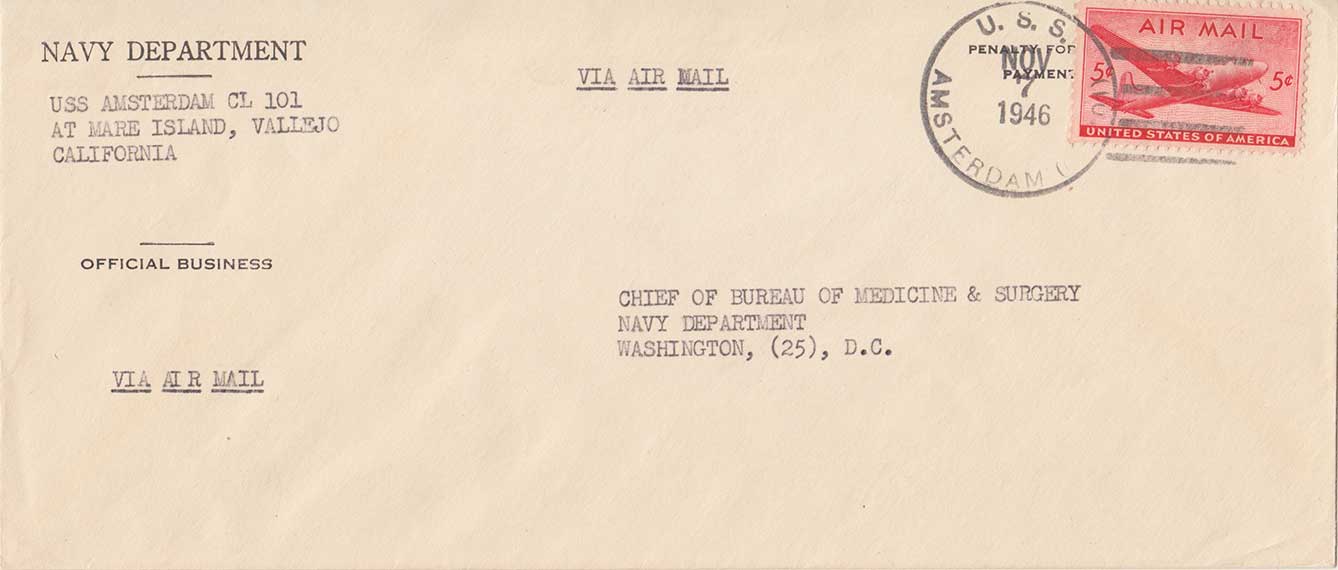 NAVY DEPARTMENT
USS AMSTERDAM CL 101
AT MARE ISLAND, VALLEJO
CALIFORNIA
OFFICIAL BUSINESS
VIA AIR MAIL
VIA AIR MAIL
U. S. S.
AMSTERDAM (
NOV
7
1946
PENALTY FOR
PAYMENT
AIR MAIL
5¢ 5¢
UNITED STATES OF AMERICA
CHIEF OF BUREAU OF MEDICINE & SURGERY
NAVY DEPARTMENT
WASHINGTON, (25), D.C.